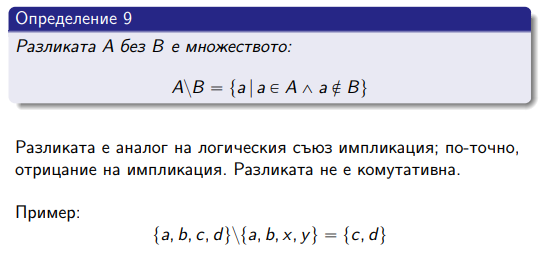 Определение 9
Разликата A без B е множеството:
A\B = {a | a ∈ A ∧ a ∉ B}
Разликата е аналог на логическия съюз импликация; по-точно,
отрицание на импликация. Разликата не е комутативна.
Пример:
{a, b, c, d}\{a, b, x, y} = {c, d}